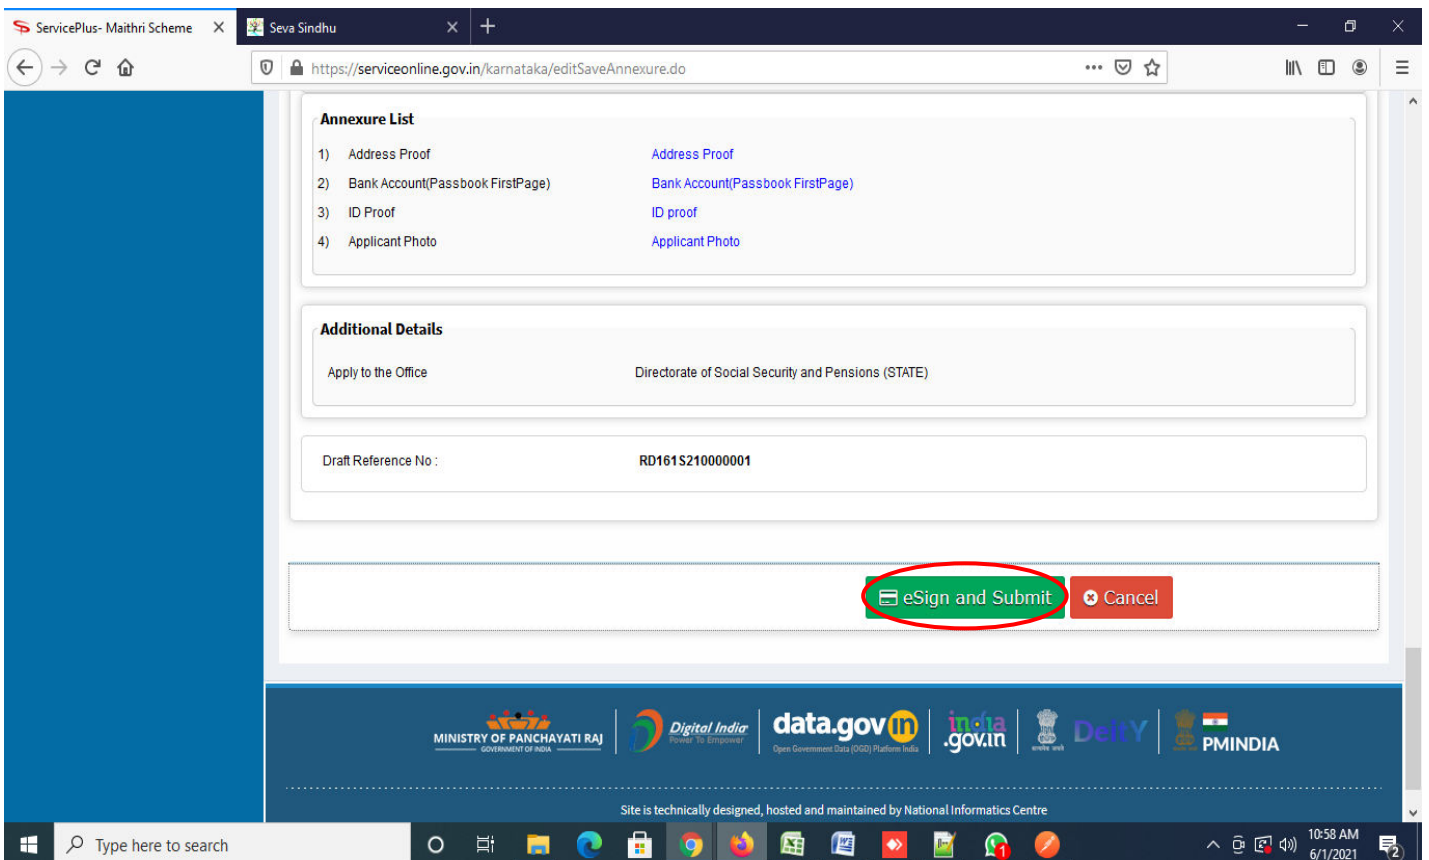 ServicePlus- Maithri Scheme
Seva Sindhu
https://serviceonline.gov.in/karnataka/editSaveAnnexure.do
Annexure List
1) Address Proof Address Proof
2) Bank Account(Passbook FirstPage) Bank Account(Passbook FirstPage)
3) ID Proof ID proof
4) Applicant Photo Applicant Photo
Additional Details
Apply to the Office Directorate of Social Security and Pensions (STATE)
Draft Reference No : RD161S210000001
eSign and Submit Cancel
MINISTRY OF PANCHAYATI RAJ
GOVERNMENT OF INDIA
Digital India
Power To Empower
data.gov in
Open Government Data (OGD) Platform India
india
.gov.in
DeitY
PMINDIA
Site is technically designed, hosted and maintained by National Informatics Centre
Type here to search
1
10:58 AM
6/1/2021
2